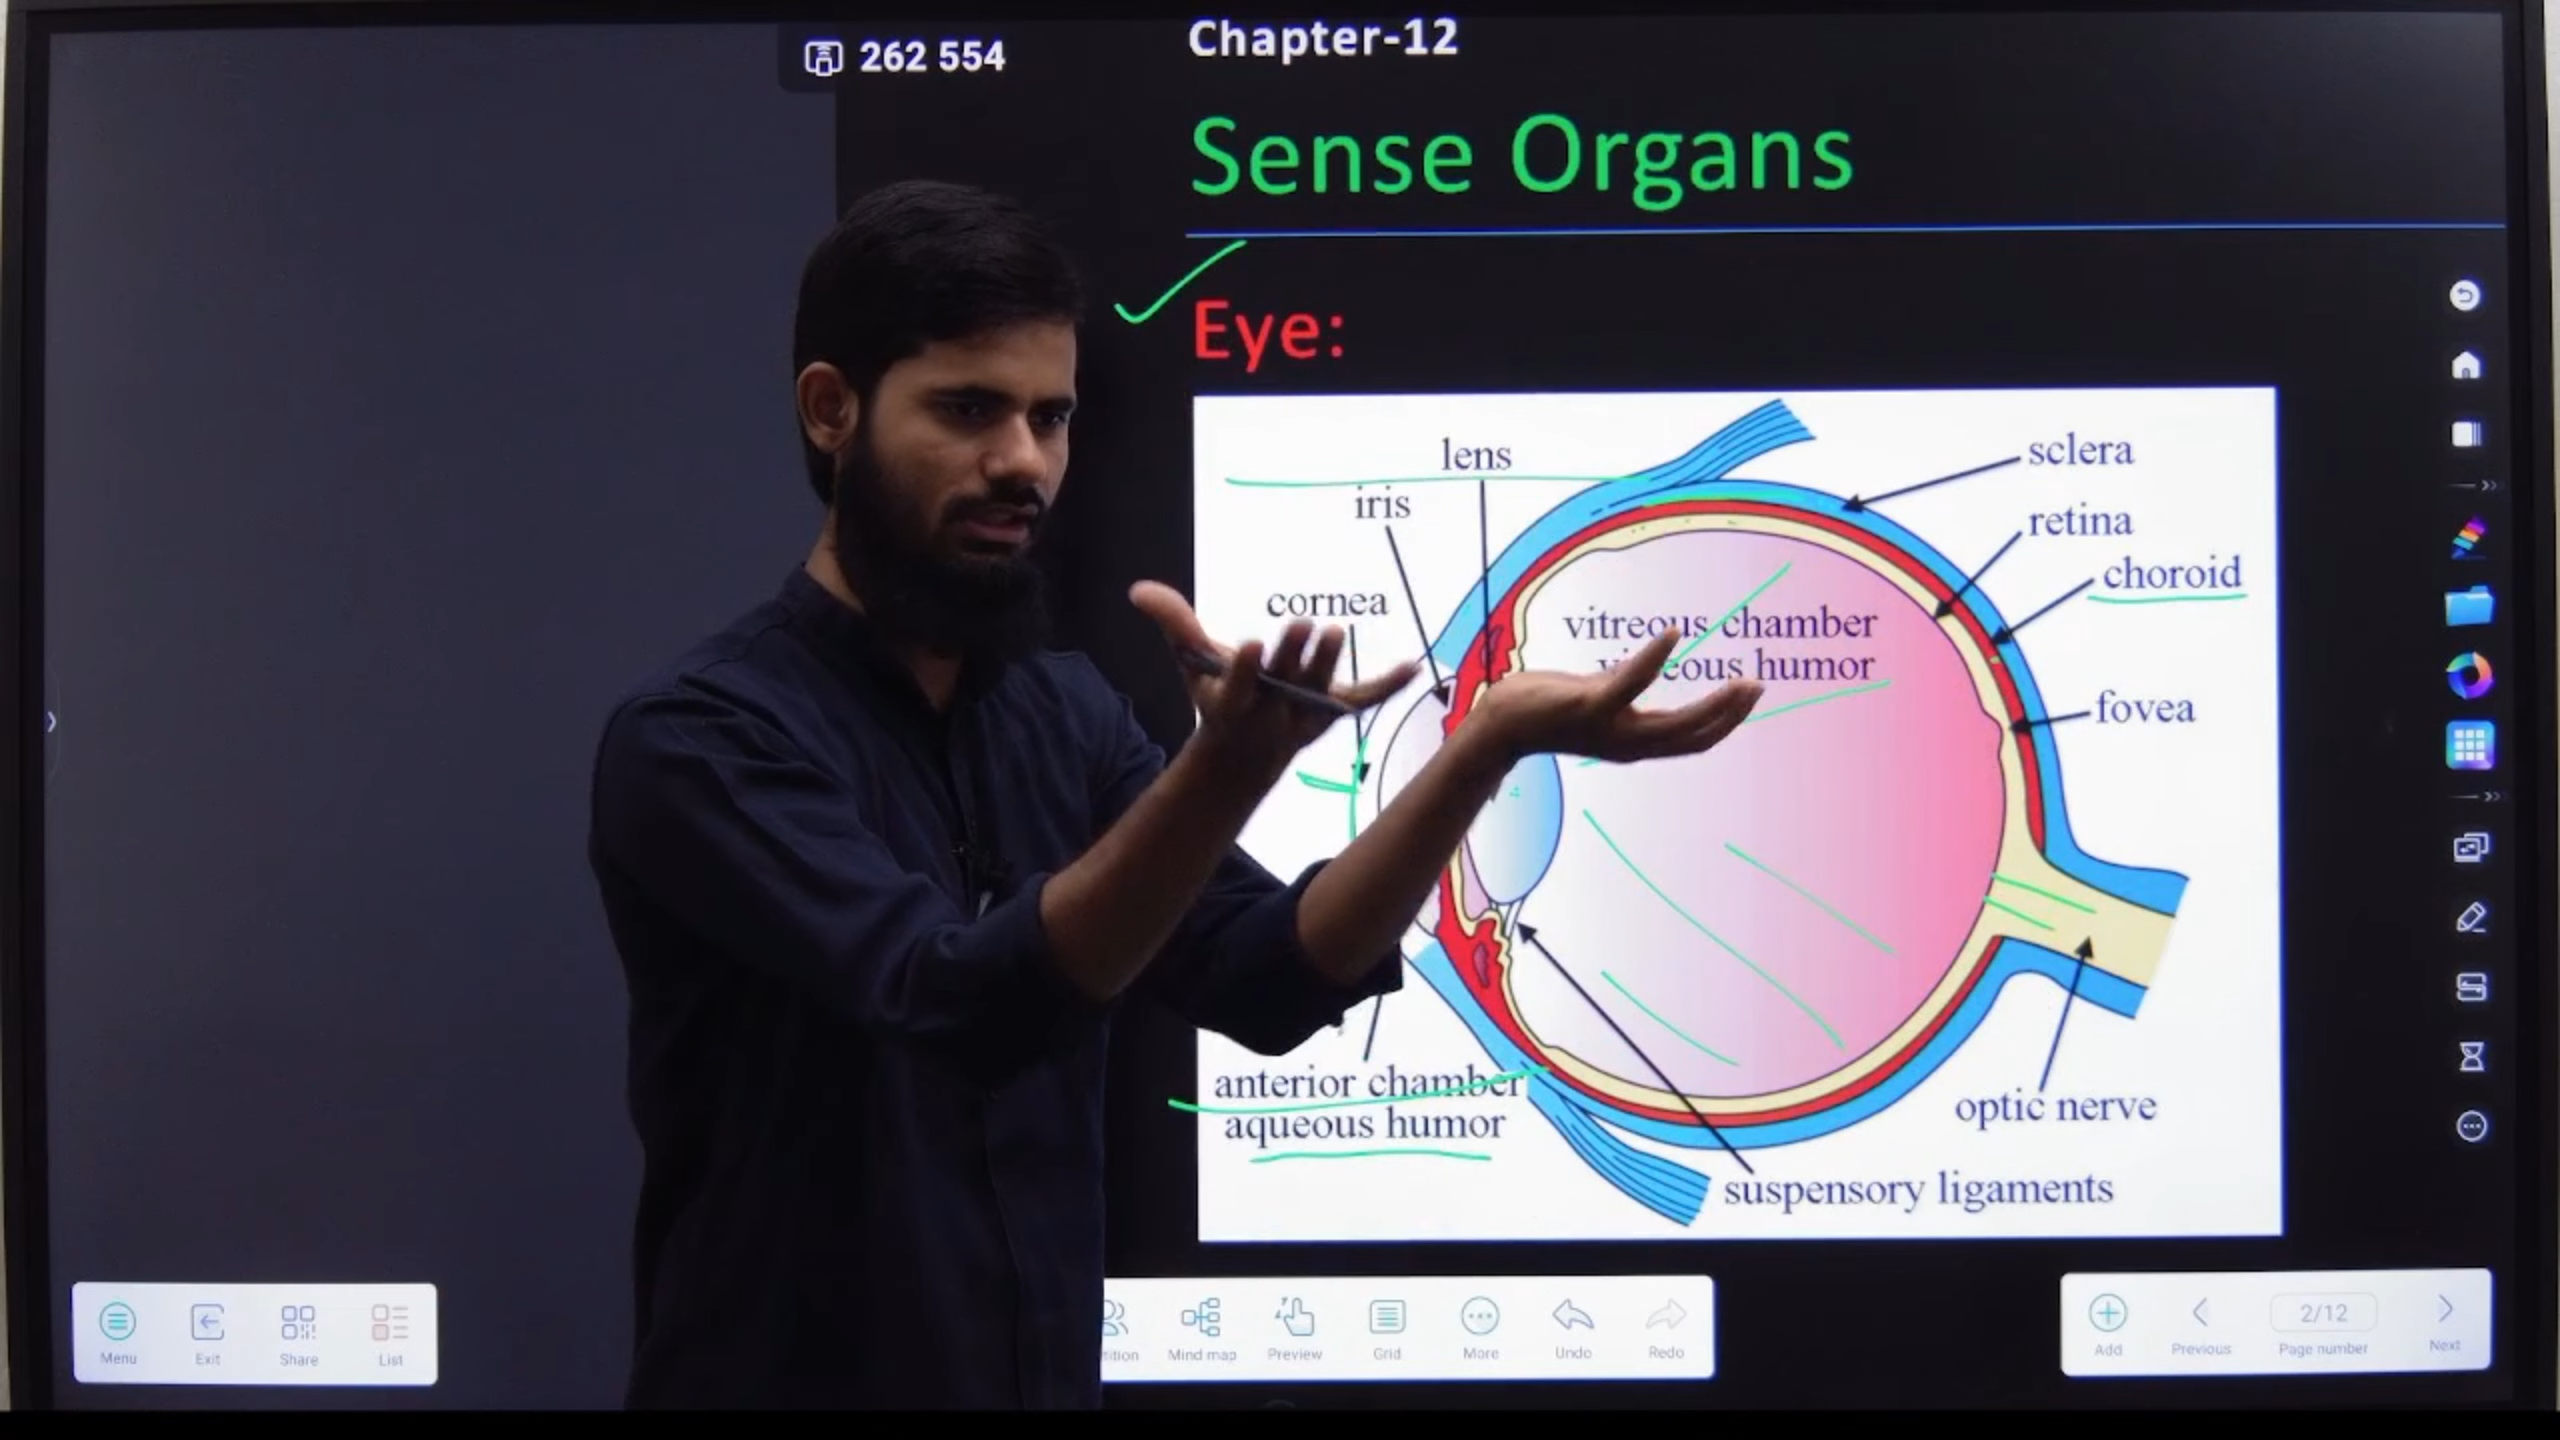 262 554
Chapter-12
Sense Organs
Eye:
lens
iris
cornea
sclera
retina
choroid
fovea
vitreous chamber
humor
anterior chamber
aqueous humor
optic nerve
suspensory ligaments
Menu Exit Share List
Mind map Preview Grid More Undo Redo
Add Previous 2/12 Page number Next